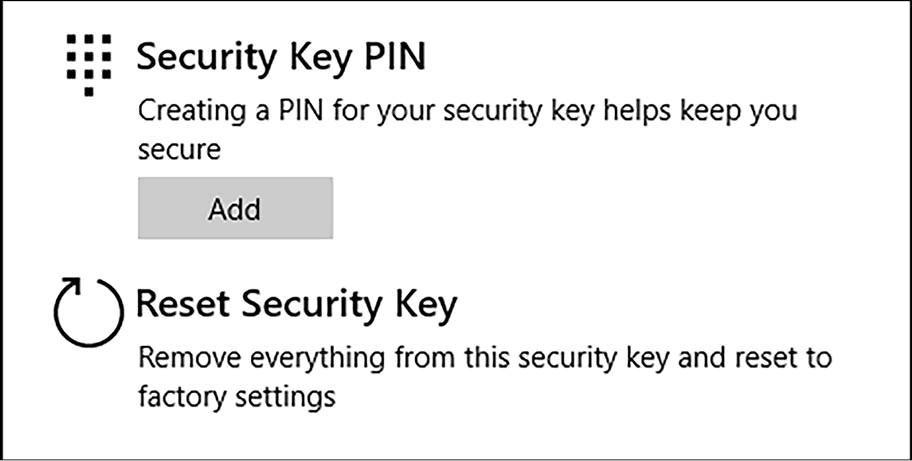 Security Key PIN
Creating a PIN for your security key helps keep you
secure
Add
Reset Security Key
Remove everything from this security key and reset to
factory settings